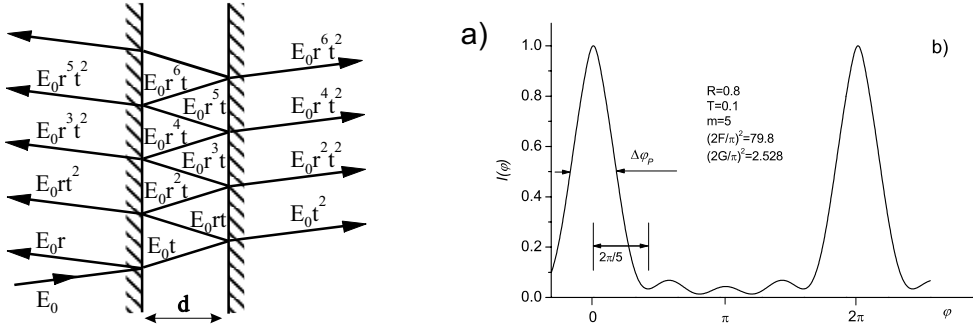 E₀r⁵t²
E₀r³t²
E₀rt²
E₀r
E₀
E₀r⁶t
E₀r⁵t
E₀r⁴t
E₀r³t
E₀r²t
E₀rt
E₀t
E₀r⁶t²
E₀r⁴t²
E₀r²t²
E₀t²
d
a)
b)
I(φ)
1.0
0.8
0.6
0.4
0.2
0.0
R=0.8
T=0.1
m=5
(2F/π)²=79.8
(2G/π)²=2.528
Δφₚ
2π/5
0
π
2π
φ